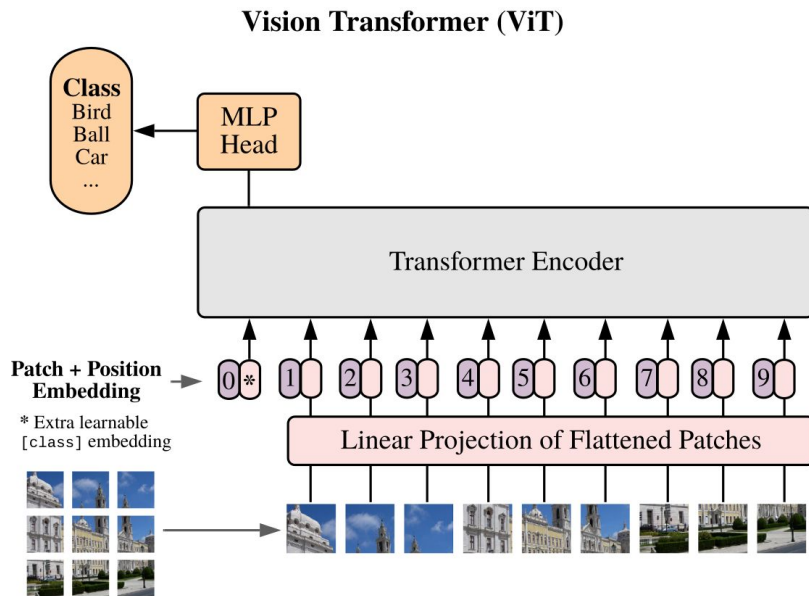 Vision Transformer (ViT)
Class
Bird
Ball
Car
...
MLP
Head
Transformer Encoder
Patch + Position
Embedding
0 * 1 2 3 4 5 6 7 8 9
* Extra learnable
[class] embedding
Linear Projection of Flattened Patches